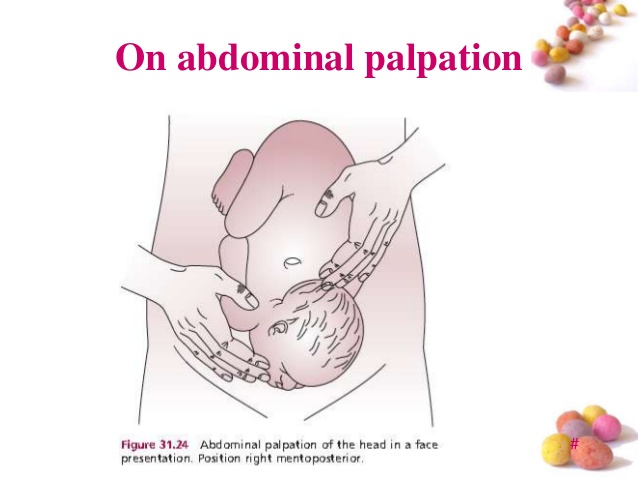 On abdominal palpation
Figure 31.24 Abdominal palpation of the head in a face
presentation. Position right mentoposterior.
#